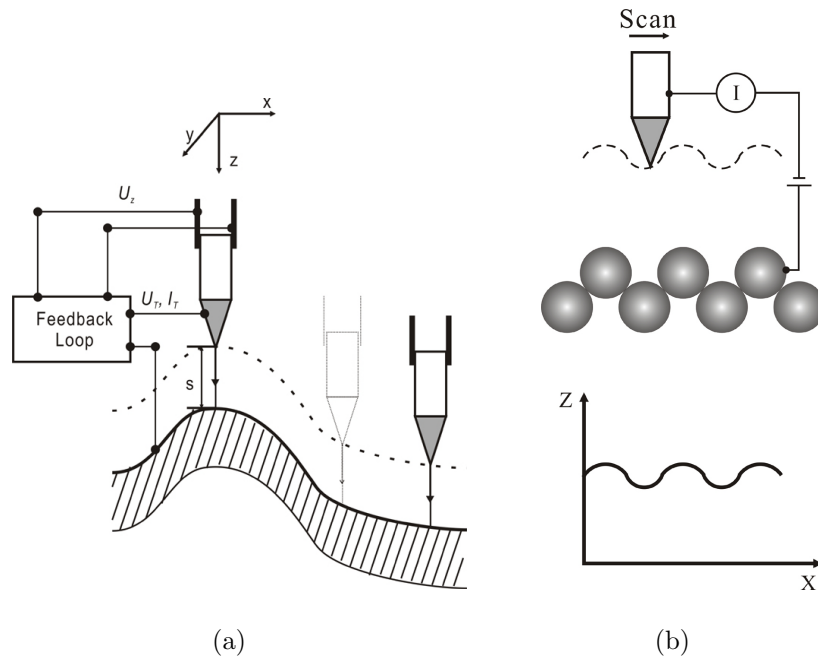 x
y
z
U_z
U_T, I_T
Feedback
Loop
s
(a)
Scan
I
Z
X
(b)